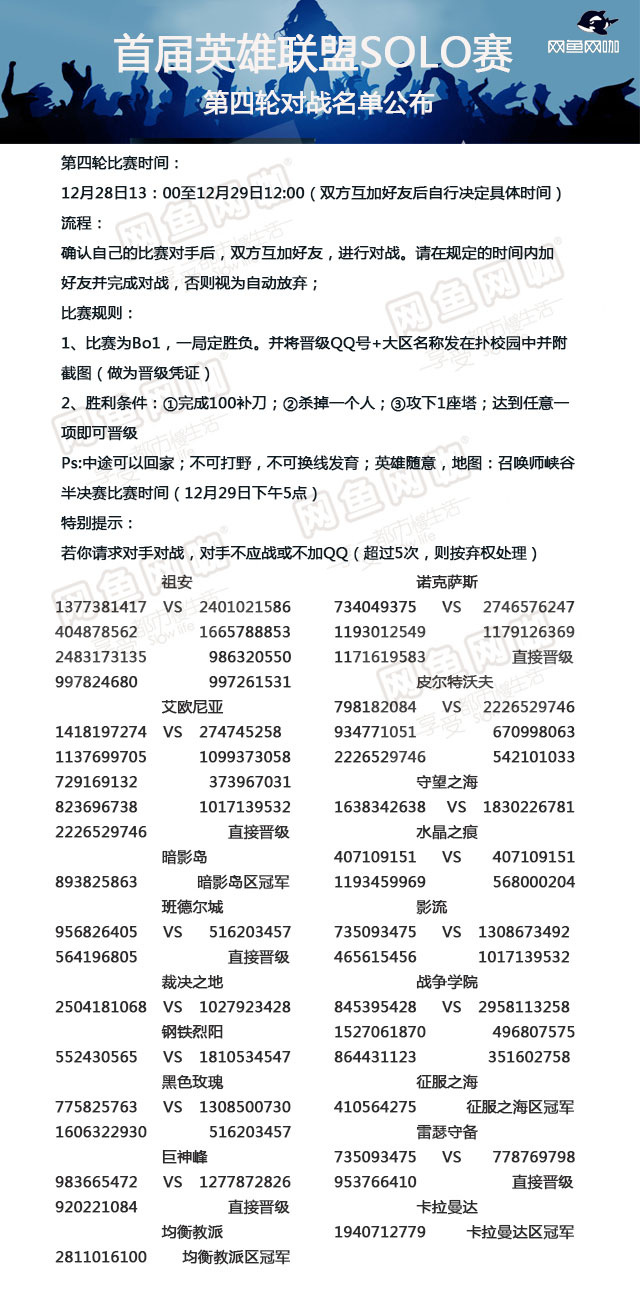 网鱼网咖
首届英雄联盟SOLO赛
第四轮对战名单公布
第四轮比赛时间：
12月28日13：00至12月29日12:00（双方互加好友后自行决定具体时间）
流程：
确认自己的比赛对手后，双方互加好友，进行对战。请在规定的时间内加
好友并完成对战，否则视为自动放弃；
比赛规则：
1、比赛为Bo1，一局定胜负。并将晋级QQ号+大区名称发在扑校园中并附
截图（做为晋级凭证）
2、胜利条件：①完成100补刀；②杀掉一个人；③攻下1座塔；达到任意一
项即可晋级
Ps:中途可以回家；不可打野，不可换线发育；英雄随意，地图：召唤师峡谷
半决赛比赛时间（12月29日下午5点）
特别提示：
若你请求对手对战，对手不应战或不加QQ（超过5次，则按弃权处理）
祖安
1377381417 VS 2401021586
404878562 1665788853
2483173135 986320550
997824680 997261531
艾欧尼亚
1418197274 VS 274745258
1137699705 1099373058
729169132 373967031
823696738 1017139532
2226529746 直接晋级
暗影岛
893825863 暗影岛区冠军
班德尔城
956826405 VS 516203457
564196805 直接晋级
裁决之地
2504181068 VS 1027923428
钢铁烈阳
552430565 VS 1810534547
黑色玫瑰
775825763 VS 1308500730
1606322930 516203457
巨神峰
983665472 VS 1277872826
920221084 直接晋级
均衡教派
2811016100 均衡教派区冠军
诺克萨斯
734049375 VS 2746576247
1193012549 1179126369
1171619583 直接晋级
皮尔特沃夫
798182084 VS 2226529746
934771051 670998063
2226529746 542101033
守望之海
1638342638 VS 1830226781
水晶之痕
407109151 VS 407109151
1193459969 568000204
影流
735093475 VS 1308673492
465615456 1017139532
战争学院
845395428 VS 2958113258
1527061870 496807575
864431123 351602758
征服之海
410564275 征服之海区冠军
雷瑟守备
735093475 VS 778769798
953766410 直接晋级
卡拉曼达
1940712779 卡拉曼达区冠军